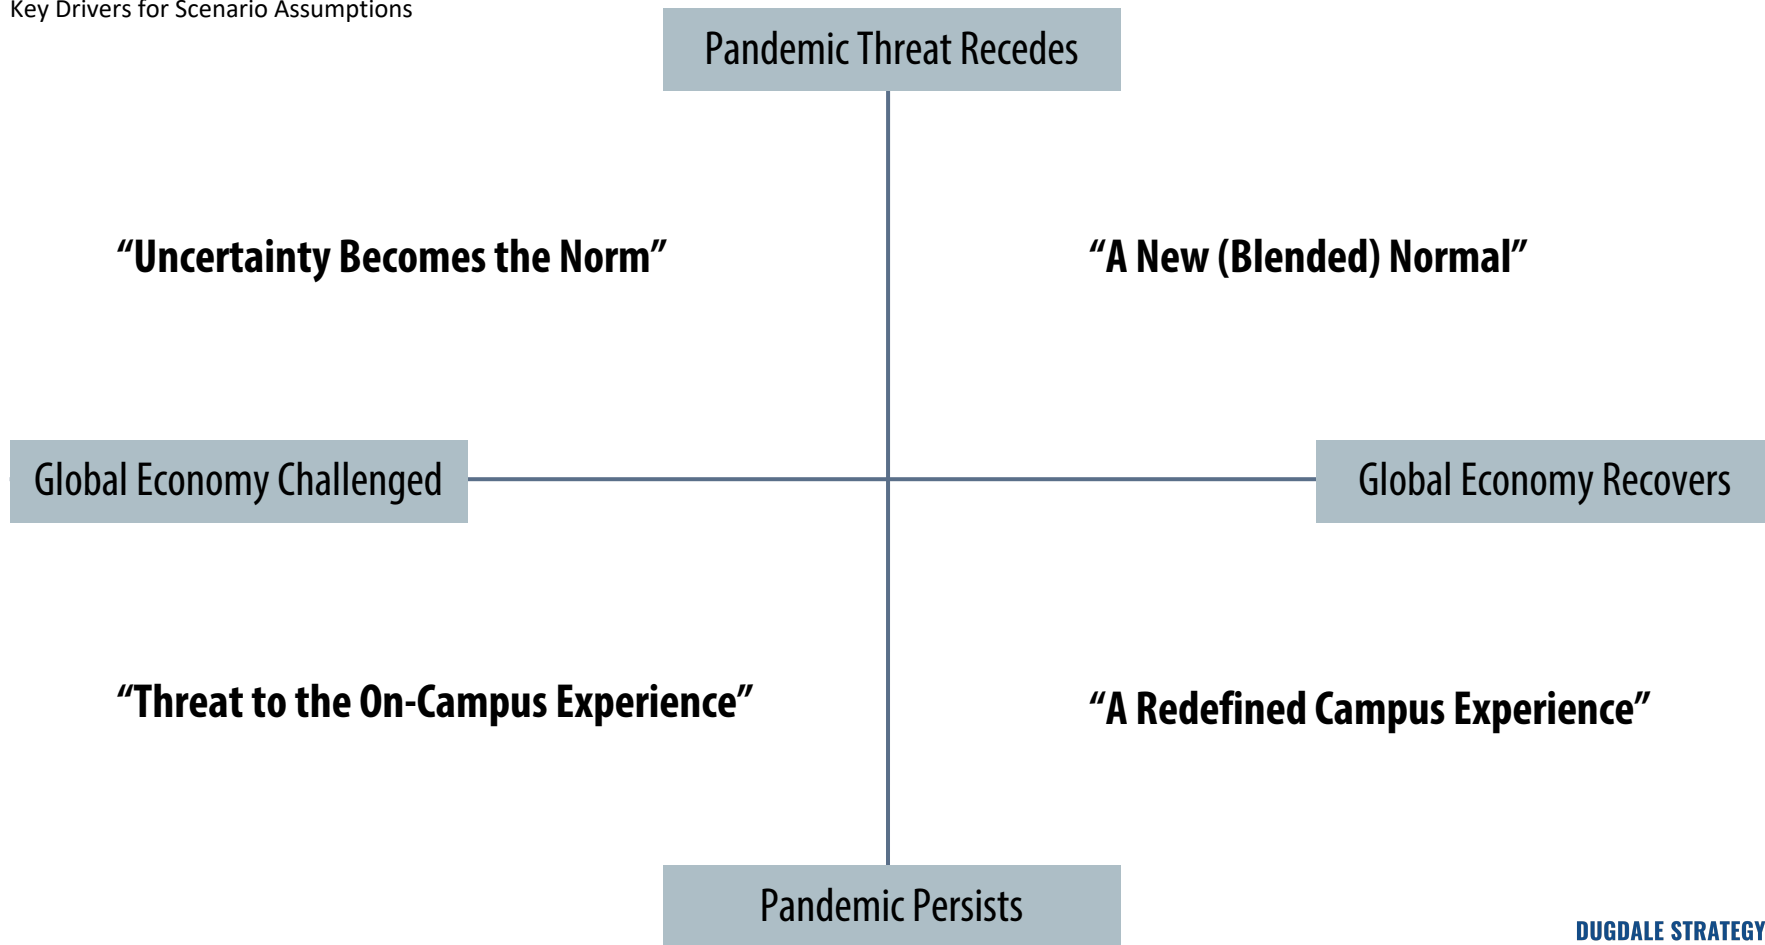 Key Drivers for Scenario Assumptions
Pandemic Threat Recedes
“Uncertainty Becomes the Norm”
“A New (Blended) Normal”
Global Economy Challenged
Global Economy Recovers
“Threat to the On-Campus Experience”
“A Redefined Campus Experience”
Pandemic Persists
DUGDALE STRATEGY